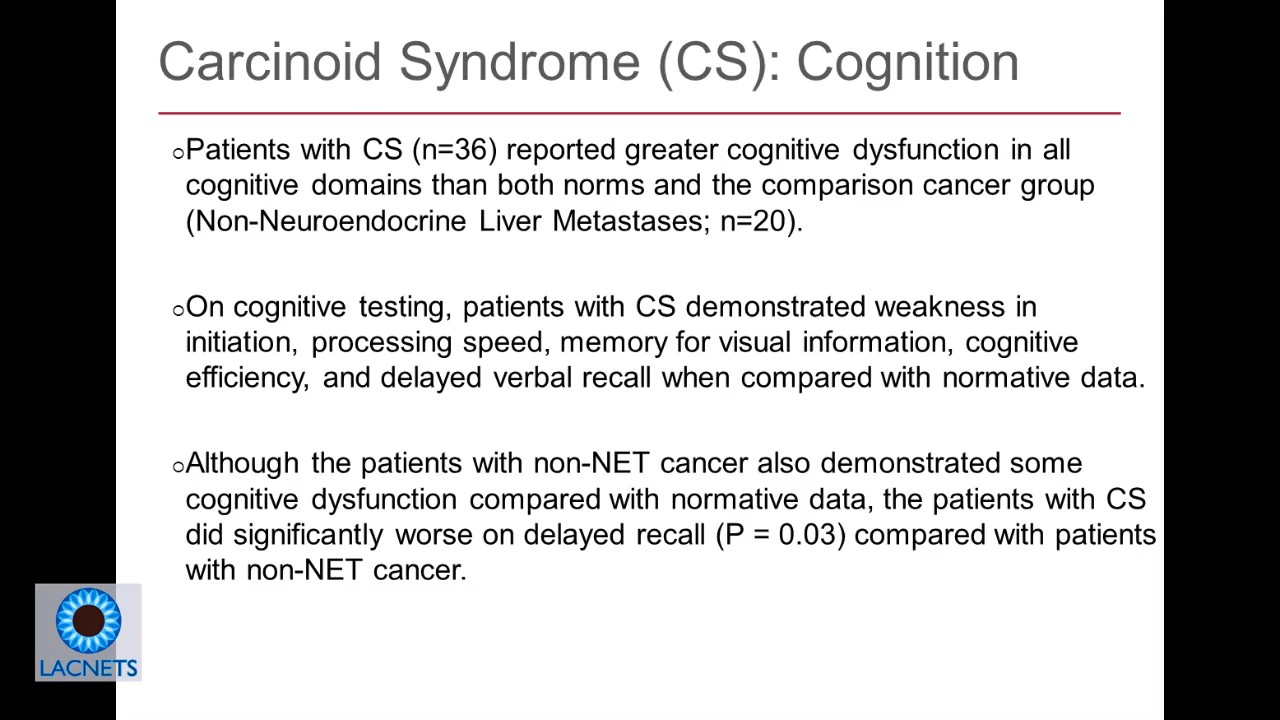 Carcinoid Syndrome (CS): Cognition
○Patients with CS (n=36) reported greater cognitive dysfunction in all
cognitive domains than both norms and the comparison cancer group
(Non-Neuroendocrine Liver Metastases; n=20).
○On cognitive testing, patients with CS demonstrated weakness in
initiation, processing speed, memory for visual information, cognitive
efficiency, and delayed verbal recall when compared with normative data.
○Although the patients with non-NET cancer also demonstrated some
cognitive dysfunction compared with normative data, the patients with CS
did significantly worse on delayed recall (P = 0.03) compared with patients
with non-NET cancer.
LACNETS